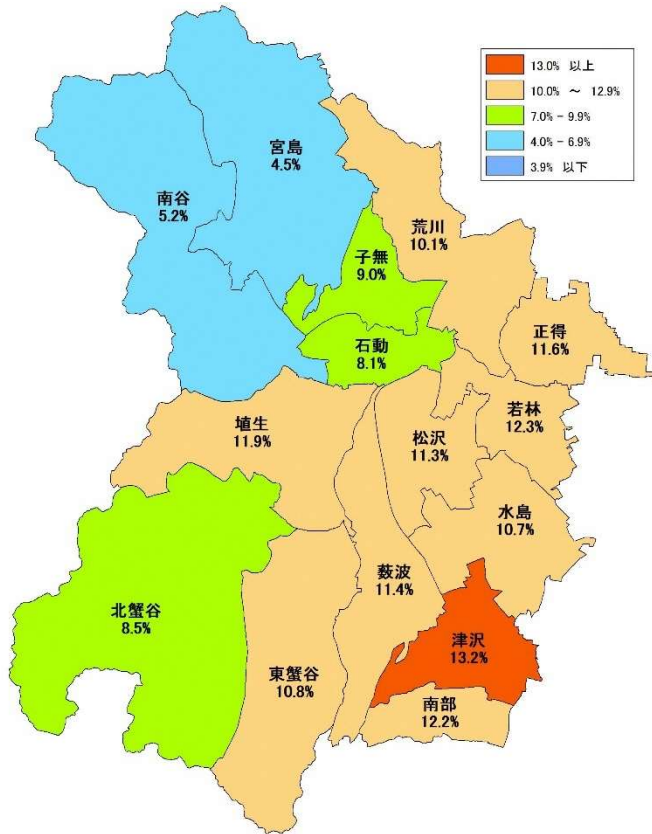 13.0% 以上
10.0% ～ 12.9%
7.0% - 9.9%
4.0% - 6.9%
3.9% 以下
宮島
4.5%
南谷
5.2%
荒川
10.1%
子撫
9.0%
正得
11.6%
石動
8.1%
若林
12.3%
埴生
11.9%
松沢
11.3%
水島
10.7%
薮波
11.4%
北蟹谷
8.5%
津沢
13.2%
東蟹谷
10.8%
南部
12.2%